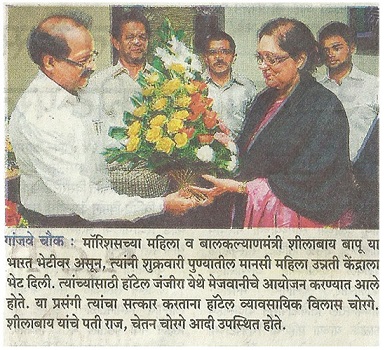 गांजवे चौक : मॉरिशसच्या महिला व बालकल्याणमंत्री शीलाबाय बापू या
भारत भेटीवर असून, त्यांनी शुक्रवारी पुण्यातील मानसी महिला उन्नती केंद्राला
भेट दिली. त्यांच्यासाठी हॉटेल जंजीरा येथे मेजवानीचे आयोजन करण्यात आले
होते. या प्रसंगी त्यांचा सत्कार करताना हॉटेल व्यावसायिक विलास चोरगे.
शीलाबाय यांचे पती राज, चेतन चोरगे आदी उपस्थित होते.